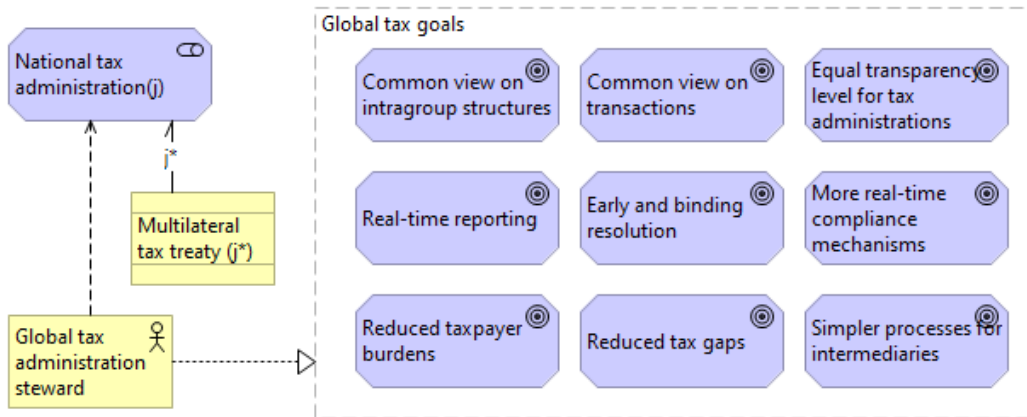 Global tax goals
National tax
administration(j)
Common view on
intragroup structures
Common view on
transactions
Equal transparency
level for tax
administrations
j*
Multilateral
tax treaty (j*)
Real-time reporting
Early and binding
resolution
More real-time
compliance
mechanisms
Global tax
administration
steward
Reduced taxpayer
burdens
Reduced tax gaps
Simpler processes for
intermediaries